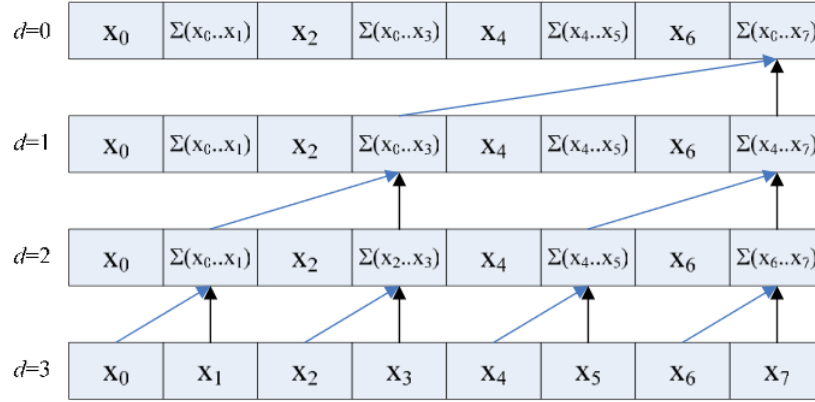 d=0 x₀ Σ(x₀..x₁) x₂ Σ(x₀..x₃) x₄ Σ(x₄..x₅) x₆ Σ(x₀..x₇)
d=1 x₀ Σ(x₀..x₁) x₂ Σ(x₀..x₃) x₄ Σ(x₄..x₅) x₆ Σ(x₄..x₇)
d=2 x₀ Σ(x₀..x₁) x₂ Σ(x₂..x₃) x₄ Σ(x₄..x₅) x₆ Σ(x₆..x₇)
d=3 x₀ x₁ x₂ x₃ x₄ x₅ x₆ x₇